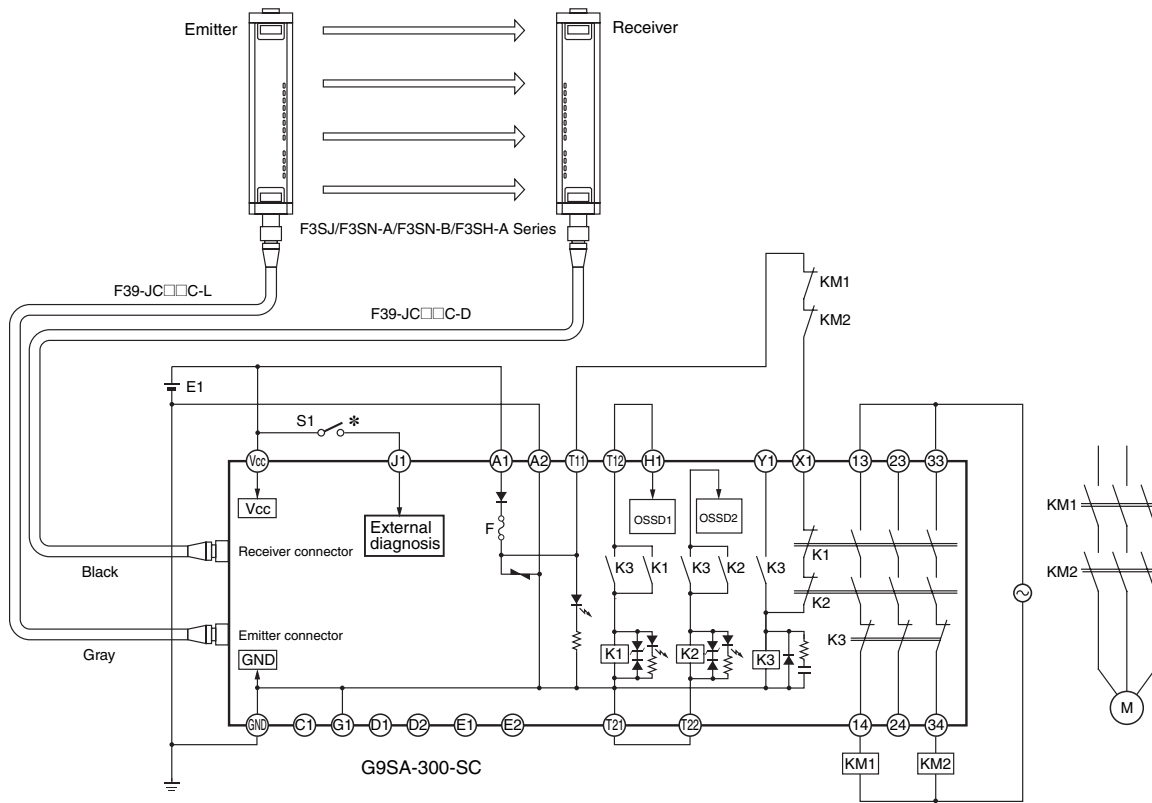 Emitter
Receiver
F3SJ/F3SN-A/F3SN-B/F3SH-A Series
F39-JC□□C-L
F39-JC□□C-D
KM1
KM2
E1
S1 *
Vcc
J1
A1
A2
T11
T12
H1
Y1
X1
13
23
33
Vcc
External
diagnosis
F
OSSD1
OSSD2
KM1
Receiver connector
K3
K1
K3
K2
K3
K1
Black
KM2
K2
Emitter connector
K3
Gray
GND
K1
K2
K3
M
GND
C1
G1
D1
D2
E1
E2
T21
T22
14
24
34
G9SA-300-SC
KM1
KM2